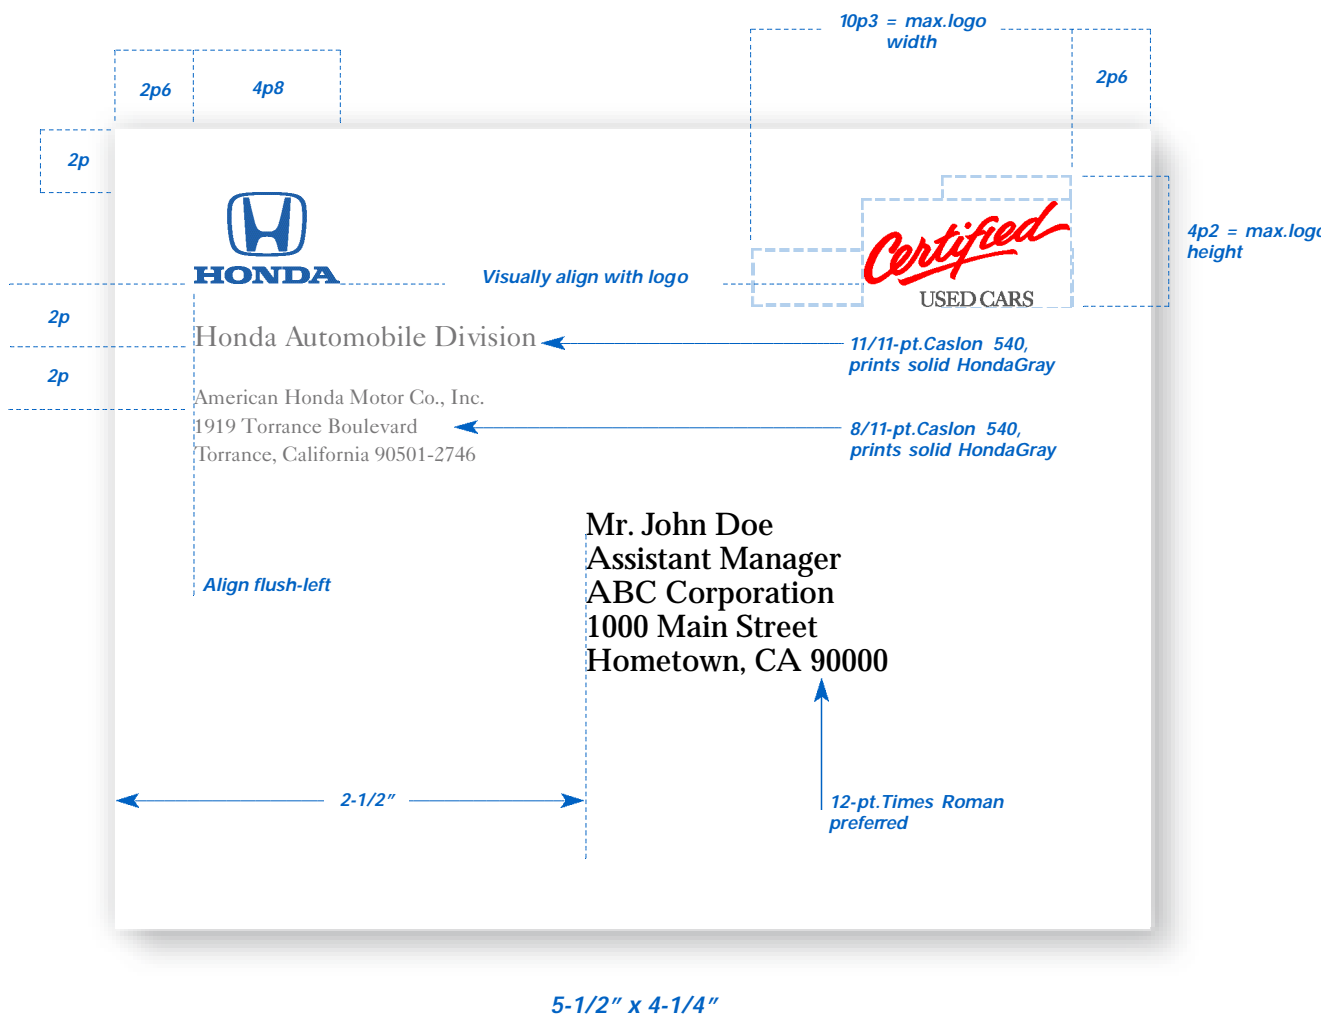 10p3 = max.logo
width
2p6
4p8
2p6
2p
HONDA
Certified
USED CARS
4p2 = max.logo
height
Visually align with logo
2p
Honda Automobile Division
11/11-pt.Caslon 540,
prints solid HondaGray
2p
American Honda Motor Co., Inc.
1919 Torrance Boulevard
Torrance, California 90501-2746
8/11-pt.Caslon 540,
prints solid HondaGray
Mr. John Doe
Assistant Manager
ABC Corporation
1000 Main Street
Hometown, CA 90000
Align flush-left
2-1/2″
12-pt.Times Roman
preferred
5-1/2″ x 4-1/4″